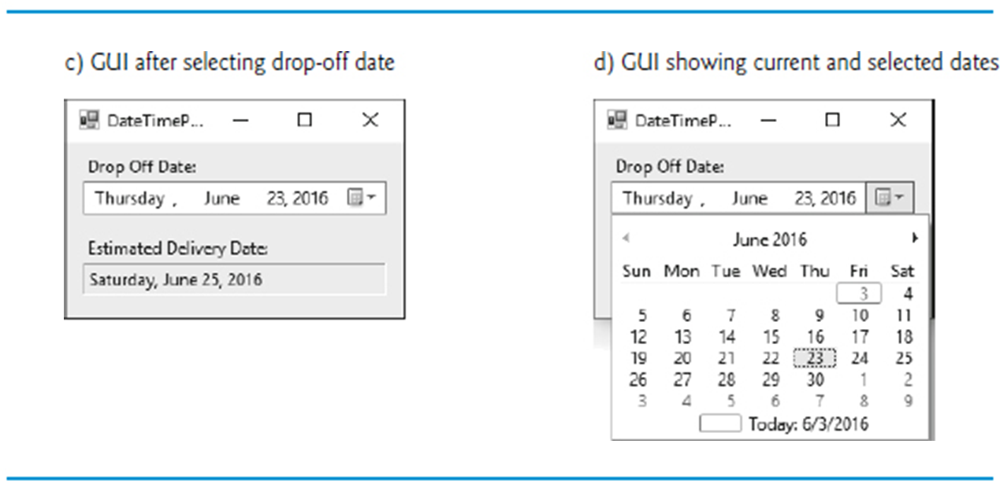 c) GUI after selecting drop-off date
DateTimeP...
Drop Off Date:
Thursday , June 23, 2016
Estimated Delivery Date:
Saturday, June 25, 2016
d) GUI showing current and selected dates
DateTimeP...
Drop Off Date:
Thursday , June 23, 2016
June 2016
Sun Mon Tue Wed Thu Fri Sat
3 4
5 6 7 8 9 10 11
12 13 14 15 16 17 18
19 20 21 22 23 24 25
26 27 28 29 30 1 2
3 4 5 6 7 8 9
Today: 6/3/2016